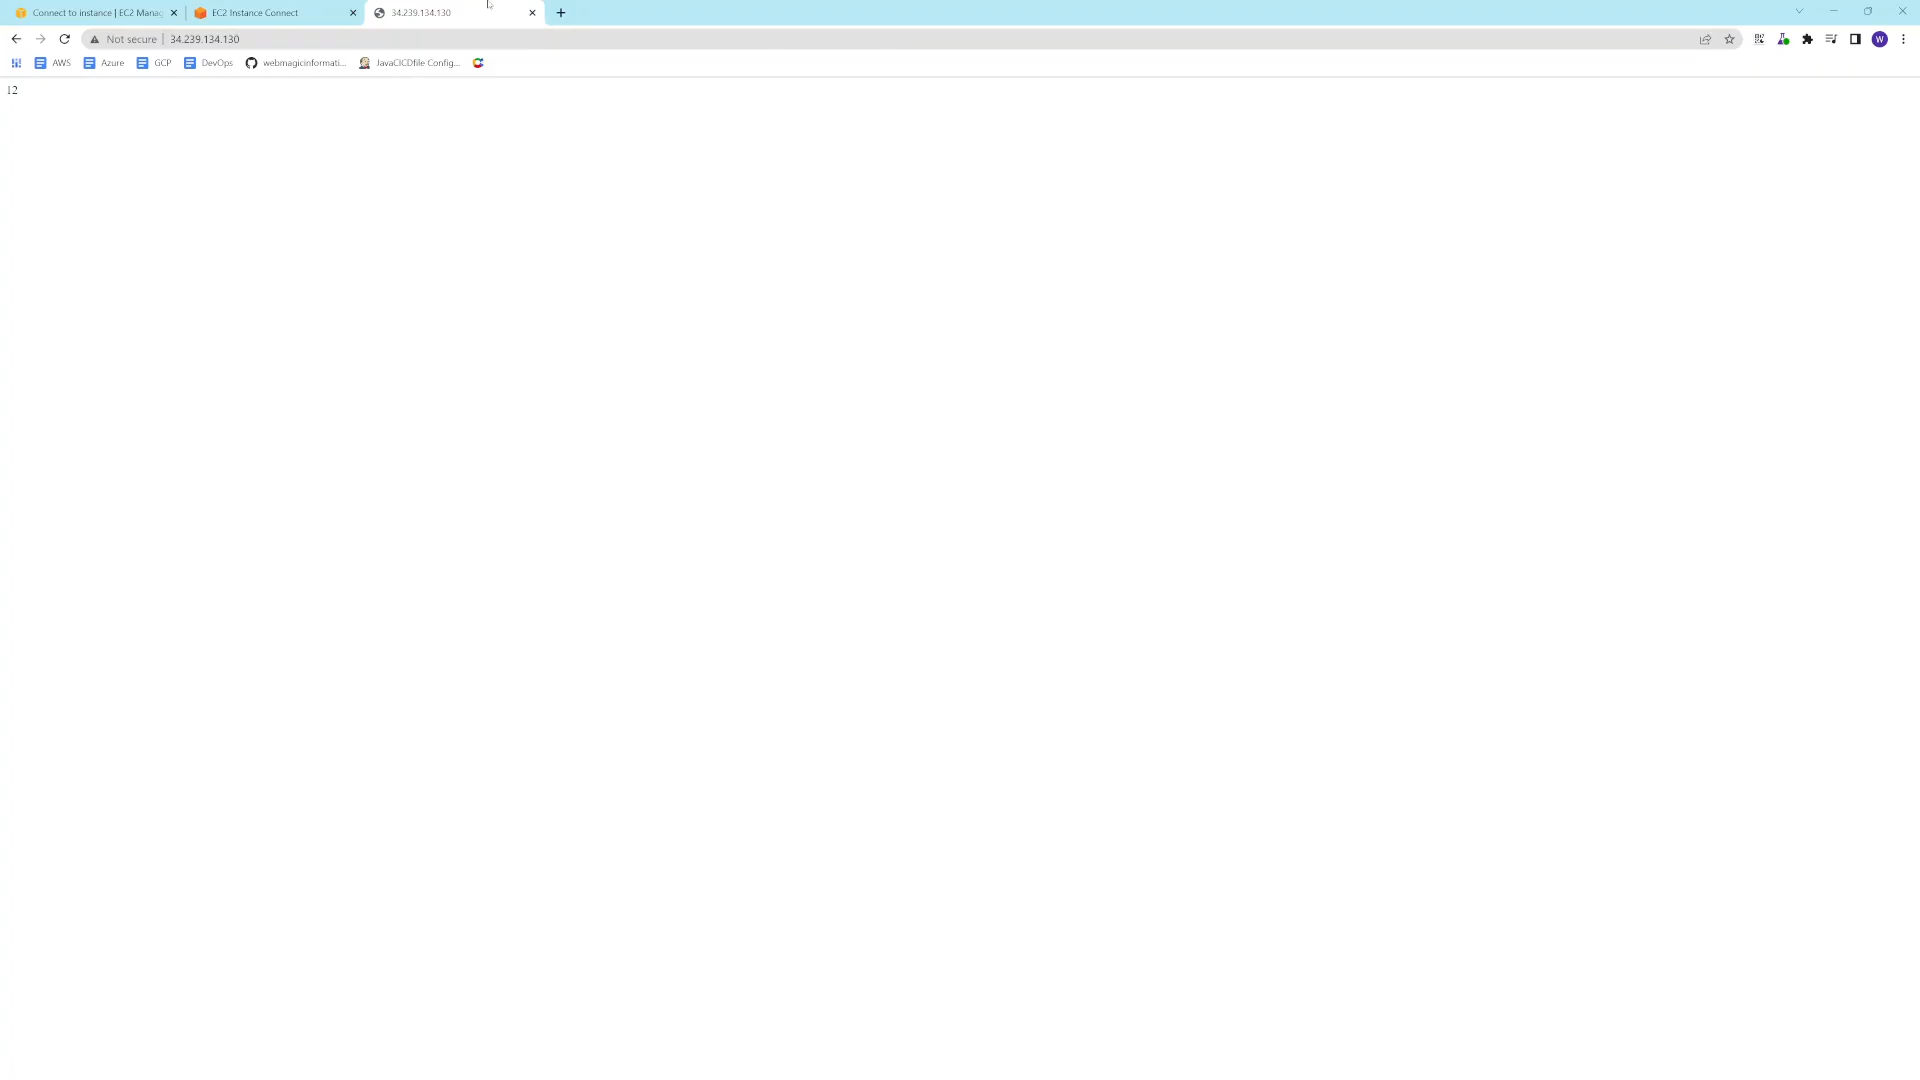 Connect to instance | EC2 Manag
EC2 Instance Connect
34.239.134.130
Not secure
34.239.134.130
AWS
Azure
GCP
DevOps
webmagicinformati...
JavaCICDfile Config...
W
12